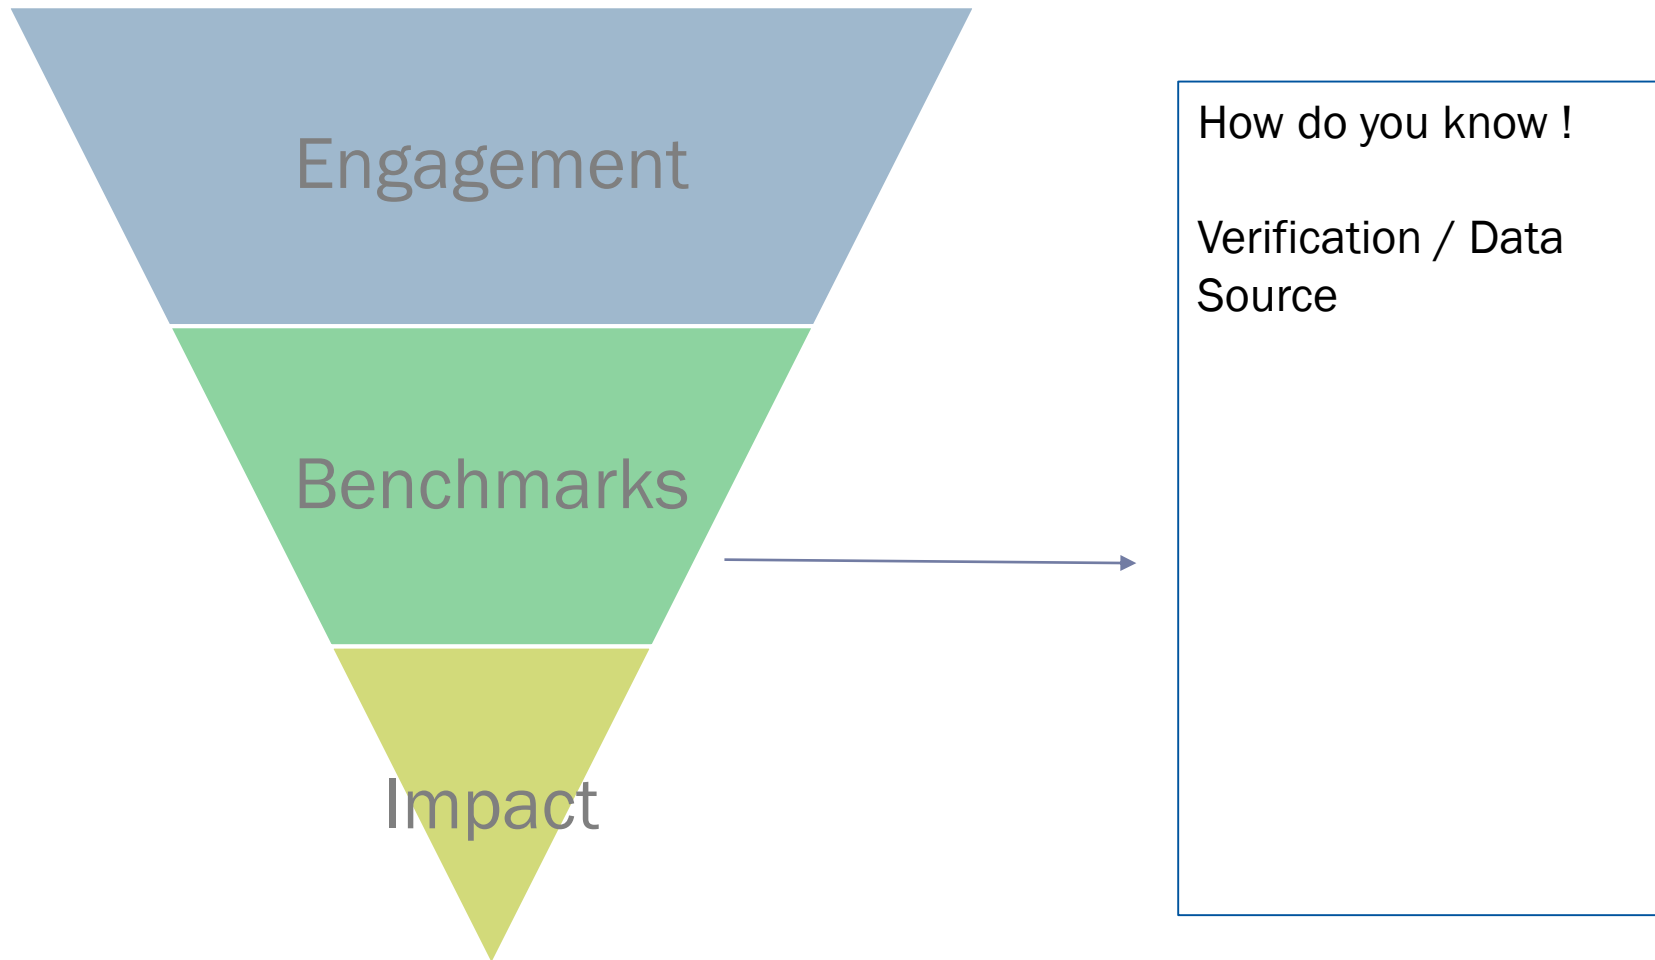 Engagement
Benchmarks
Impact
How do you know !
Verification / Data
Source